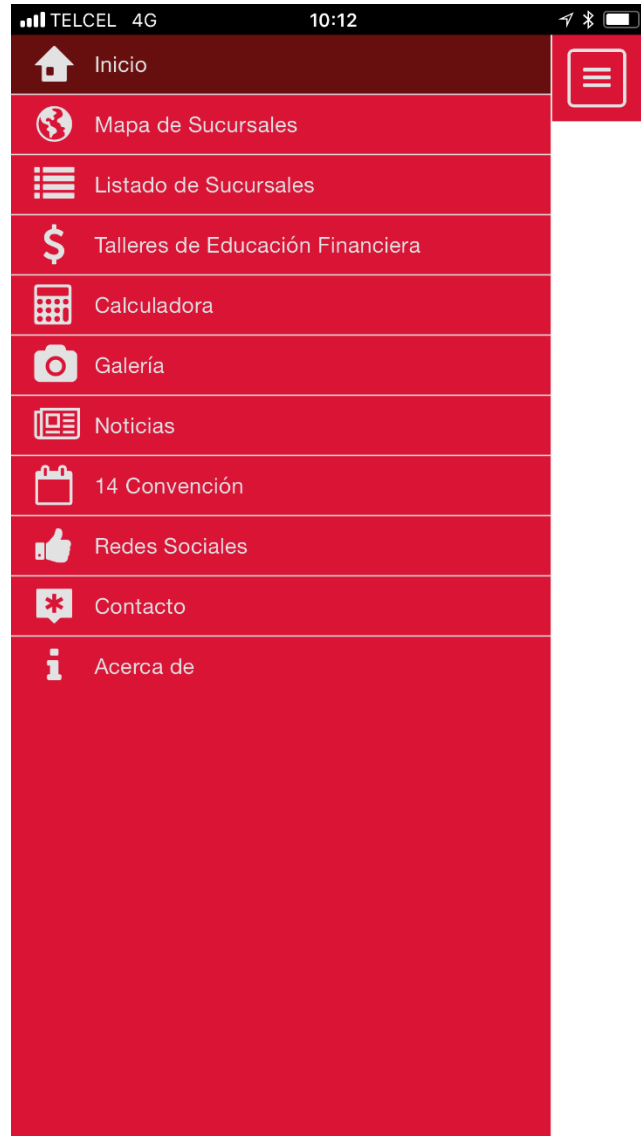 TELCEL 4G 10:12
Inicio
Mapa de Sucursales
Listado de Sucursales
Talleres de Educación Financiera
Calculadora
Galería
Noticias
14 Convención
Redes Sociales
Contacto
Acerca de